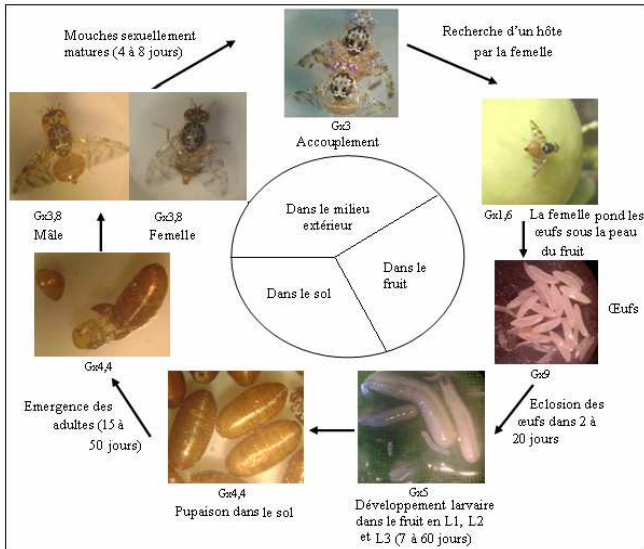 Mouches sexuellement
matures (4 à 8 jours)
Recherche d'un hôte
par la femelle
Gx3
Accouplement
Gx3,8
Mâle
Gx3,8
Femelle
Gx1,6
La femelle pond les
œufs sous la peau
du fruit
Dans le milieu
extérieur
Dans le
fruit
Dans le sol
Œufs
Gx9
Gx4,4
Emergence des
adultes (15 à
50 jours)
Eclosion des
œufs dans 2 à
20 jours
Gx4,4
Pupaison dans le sol
Gx5
Développement larvaire
dans le fruit en L1, L2
et L3 (7 à 60 jours)